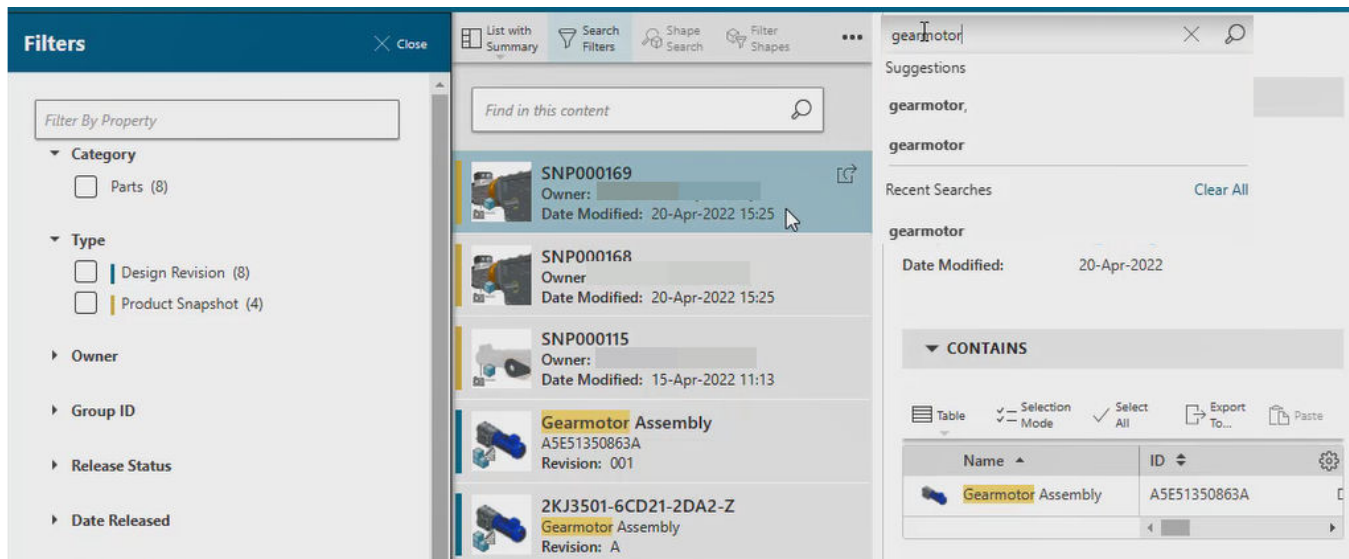 Filters
Close
Filter By Property
Category
Parts (8)
Type
Design Revision (8)
Product Snapshot (4)
Owner
Group ID
Release Status
Date Released
List with
Summary
Search
Filters
Shape
Search
Filter
Shapes
Find in this content
SNP000169
Owner:
Date Modified: 20-Apr-2022 15:25
SNP000168
Owner
Date Modified: 20-Apr-2022 15:25
SNP000115
Owner:
Date Modified: 15-Apr-2022 11:13
Gearmotor Assembly
A5E51350863A
Revision: 001
2KJ3501-6CD21-2DA2-Z
Gearmotor Assembly
Revision: A
gearmotor
Suggestions
gearmotor,
gearmotor
Recent Searches Clear All
gearmotor
Date Modified: 20-Apr-2022
CONTAINS
Table
Selection
Mode
Select
All
Export
To...
Paste
Name ID
Gearmotor Assembly A5E51350863A